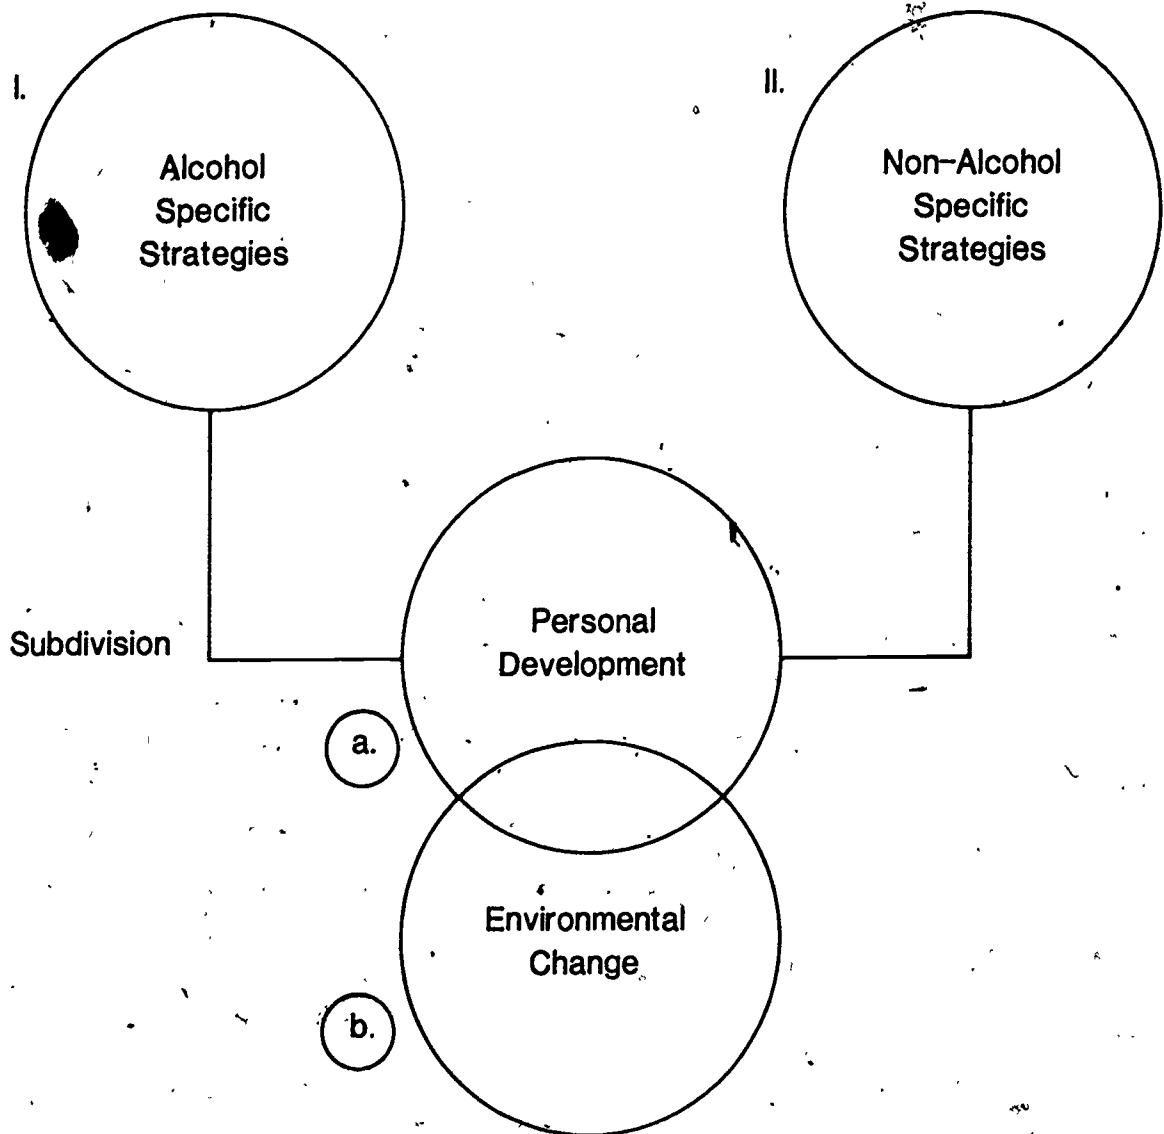 I.
Alcohol
Specific
Strategies
II.
Non-Alcohol
Specific
Strategies
Subdivision
Personal
Development
a.
Environmental
Change
b.